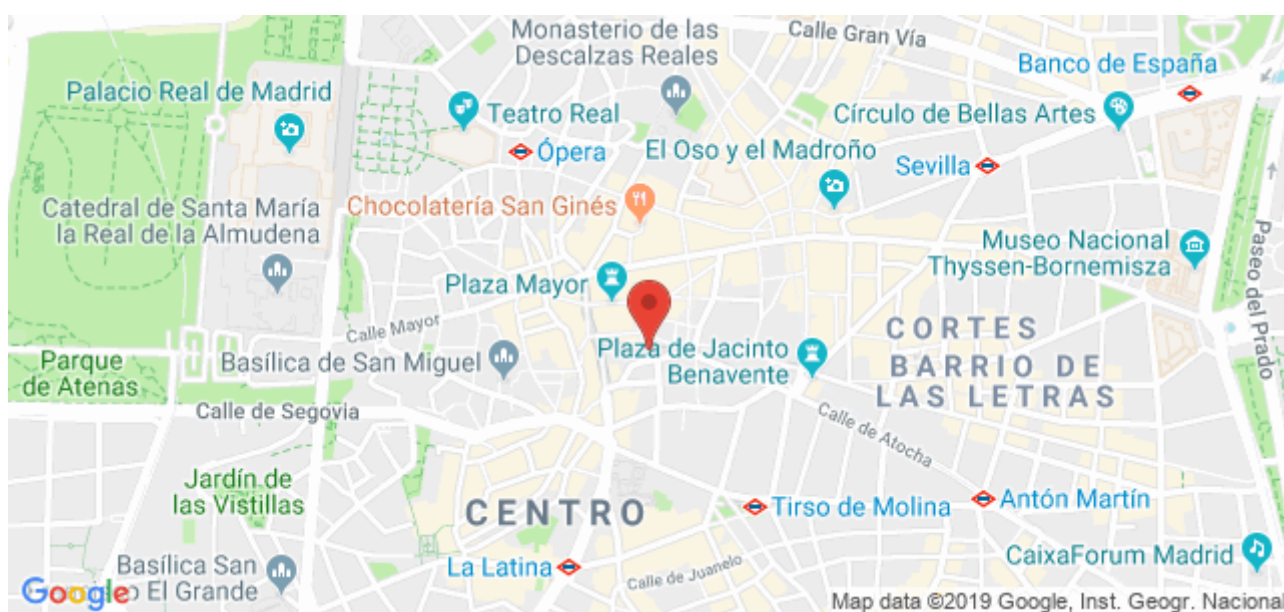 Monasterio de las
Descalzas Reales
Calle Gran Vía
Banco de España
Palacio Real de Madrid
Teatro Real
Círculo de Bellas Artes
Ópera
El Oso y el Madroño
Sevilla
Catedral de Santa María
la Real de la Almudena
Chocolatería San Ginés
Museo Nacional
Thyssen-Bornemisza
Paseo del Prado
Plaza Mayor
Calle Mayor
CORTES
Parque
de Atenas
Basílica de San Miguel
Plaza de Jacinto
Benavente
BARRIO DE
LAS LETRAS
Calle de Segovia
Calle de Atocha
Jardín de
las Vistillas
CENTRO
Tirso de Molina
Antón Martín
CaixaForum Madrid
La Latina
Calle de Juanelo
Basílica San
o El Grande
Google
Map data ©2019 Google, Inst. Geogr. Naciona